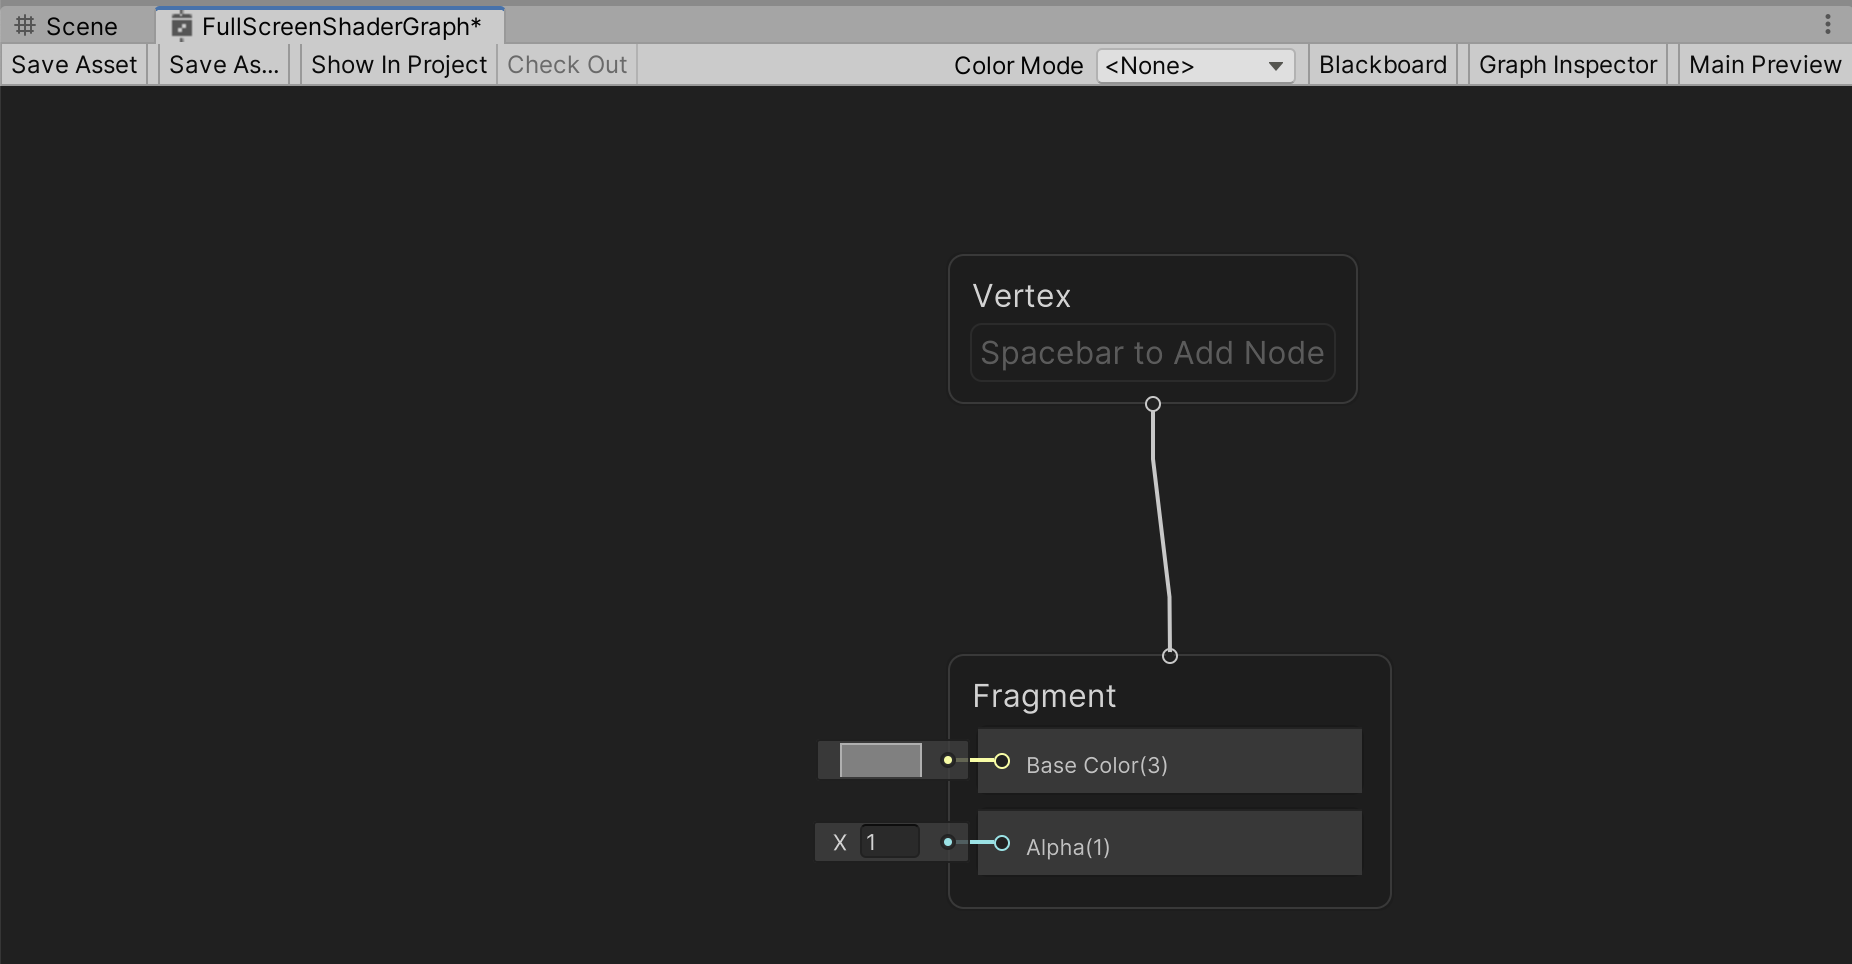 Scene FullScreenShaderGraph*
Save Asset Save As... Show In Project Check Out Color Mode <None> Blackboard Graph Inspector Main Preview
Vertex
Spacebar to Add Node
Fragment
Base Color(3)
X 1 Alpha(1)